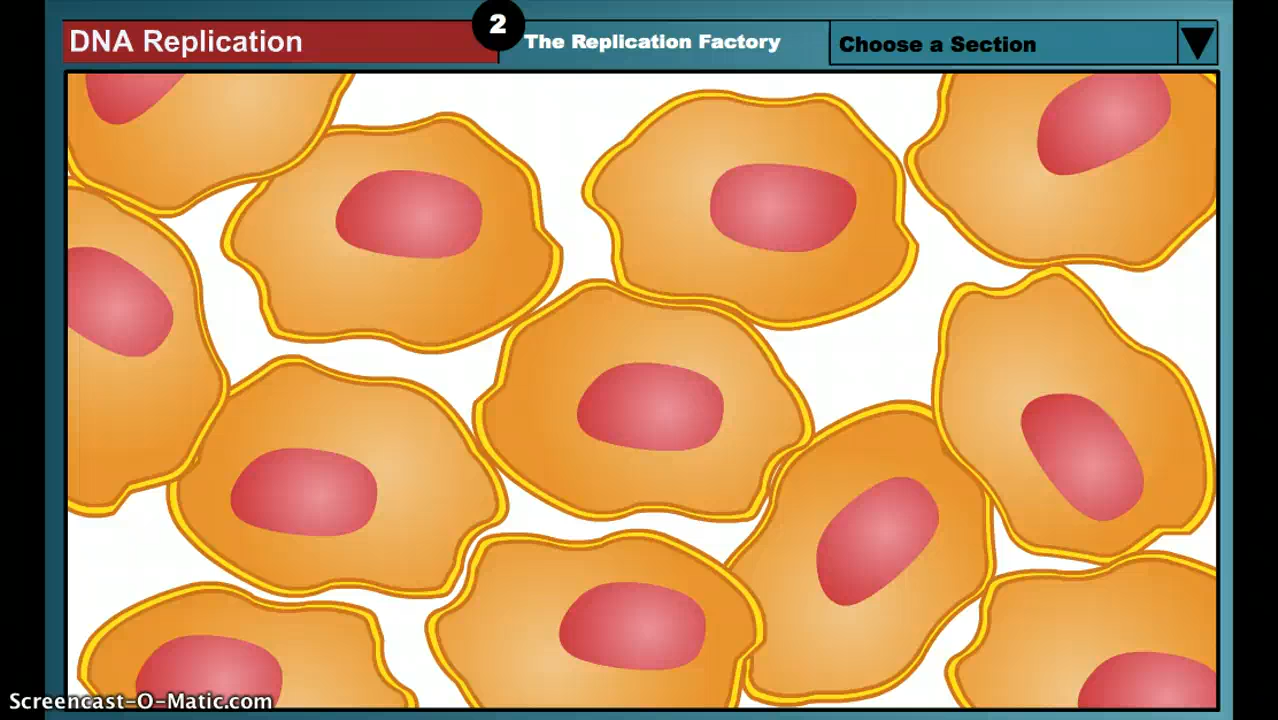 DNA Replication
2
The Replication Factory
Choose a Section
Screencast-O-Matic.com